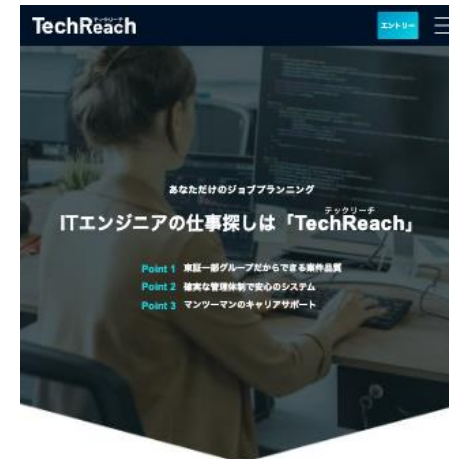 テックリーチ
TechReach
エントリー
あなただけのジョブプランニング
テックリーチ
ITエンジニアの仕事探しは「TechReach」
Point 1 東証一部グループだからできる案件品質
Point 2 確実な管理体制で安心のシステム
Point 3 マンツーマンのキャリアサポート